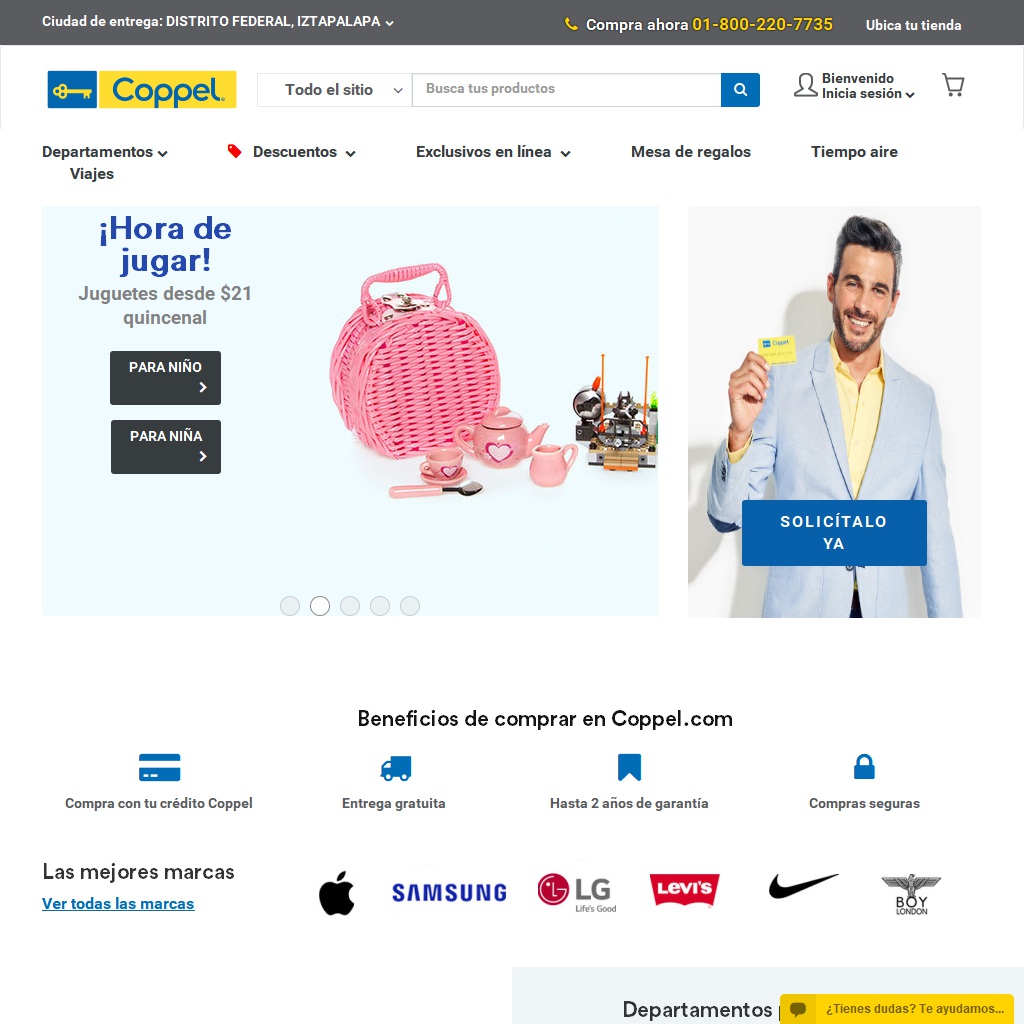 Ciudad de entrega: DISTRITO FEDERAL, IZTAPALAPA
Compra ahora 01-800-220-7735
Ubica tu tienda
Coppel.
Todo el sitio
Busca tus productos
Bienvenido
Inicia sesión
Departamentos
Descuentos
Exclusivos en línea
Mesa de regalos
Tiempo aire
Viajes
¡Hora de
jugar!
Juguetes desde $21
quincenal
PARA NIÑO
PARA NIÑA
Coppel
SOLICÍTALO
YA
Beneficios de comprar en Coppel.com
Compra con tu crédito Coppel
Entrega gratuita
Hasta 2 años de garantía
Compras seguras
Las mejores marcas
Ver todas las marcas
SAMSUNG
LG
Life's Good
LEVI'S
BOY
LONDON
Departamentos
¿Tienes dudas? Te ayudamos...